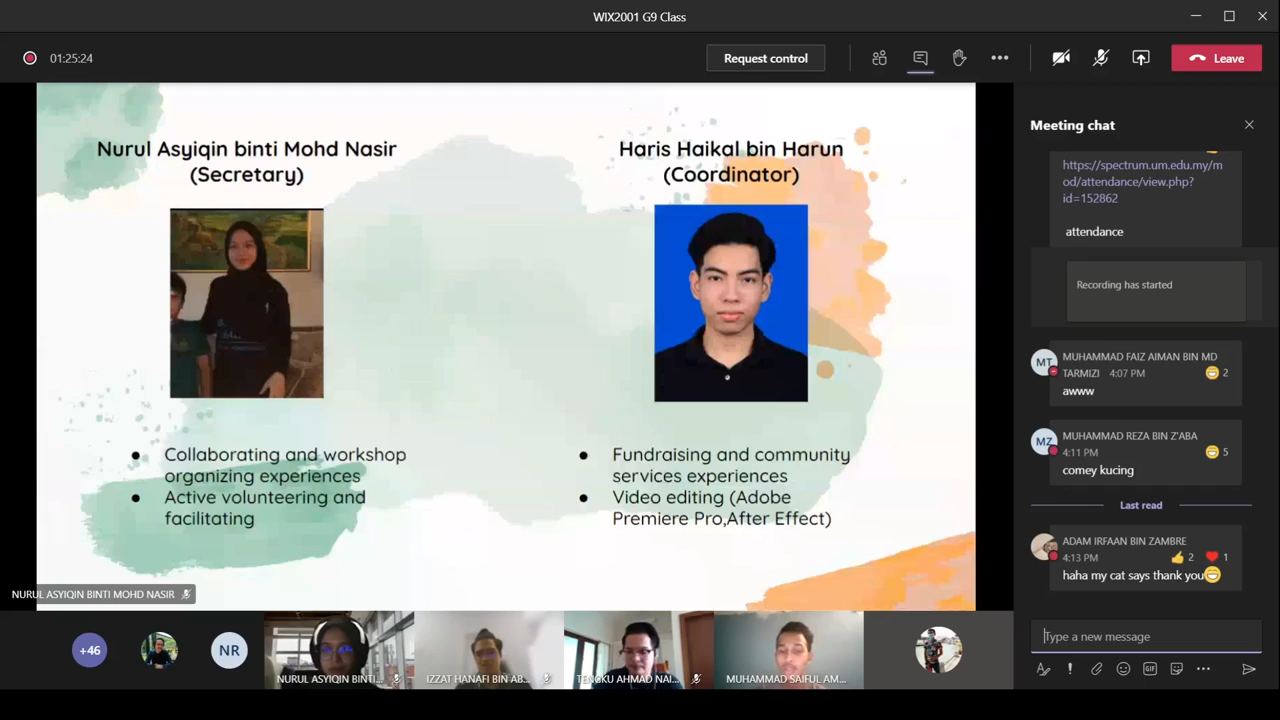 WIX2001 G9 Class
01:25:24
Request control
Leave
Nurul Asyiqin binti Mohd Nasir
(Secretary)
Haris Haikal bin Harun
(Coordinator)
● Collaborating and workshop
organizing experiences
● Active volunteering and
facilitating
● Fundraising and community
services experiences
● Video editing (Adobe
Premiere Pro,After Effect)
NURUL ASYIQIN BINTI MOHD NASIR
+46
NR
NURUL ASYIQIN BINTI...
IZZAT HANAFI BIN AB...
TENGKU AHMAD NAI...
MUHAMMAD SAIFUL AM...
Meeting chat
https://spectrum.um.edu.my/m
od/attendance/view.php?
id=152862
attendance
Recording has started
MT
MUHAMMAD FAIZ AIMAN BIN MD
TARMIZI 4:07 PM 😁 2
awww
MZ
MUHAMMAD REZA BIN Z'ABA
4:11 PM 😁 5
comey kucing
Last read
ADAM IRFAAN BIN ZAMBRE
4:13 PM 👍 2 ❤️ 1
haha my cat says thank you😁
Type a new message
GIF